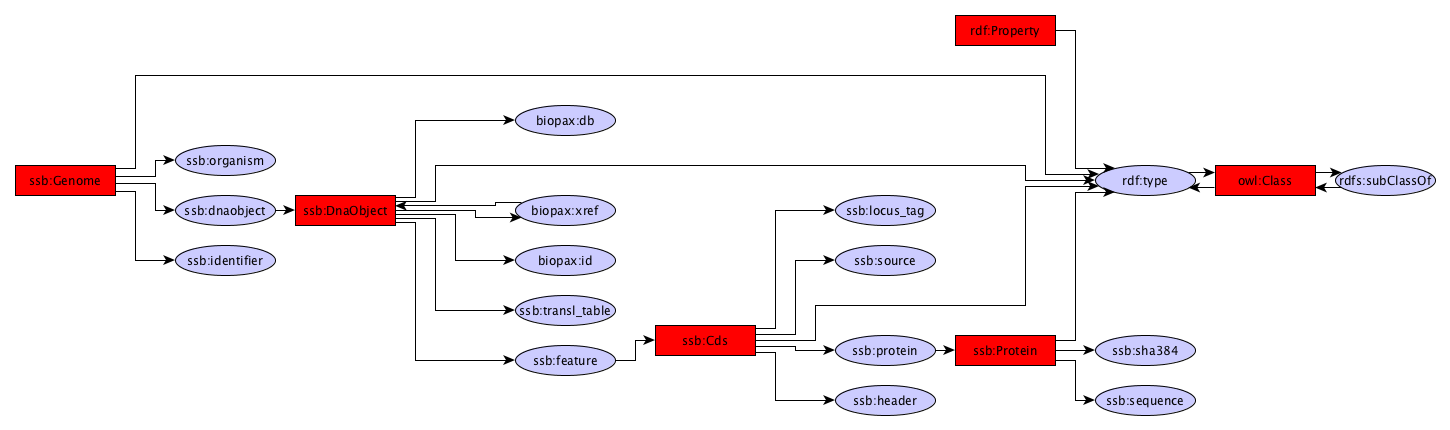 rdf:Property
biopax:db
ssb:organism
ssb:Genome
rdf:type
owl:Class
rdfs:subClassOf
ssb:dnaobject
ssb:DnaObject
biopax:xref
ssb:locus_tag
ssb:identifier
biopax:id
ssb:source
ssb:transl_table
ssb:Cds
ssb:feature
ssb:protein
ssb:Protein
ssb:sha384
ssb:header
ssb:sequence